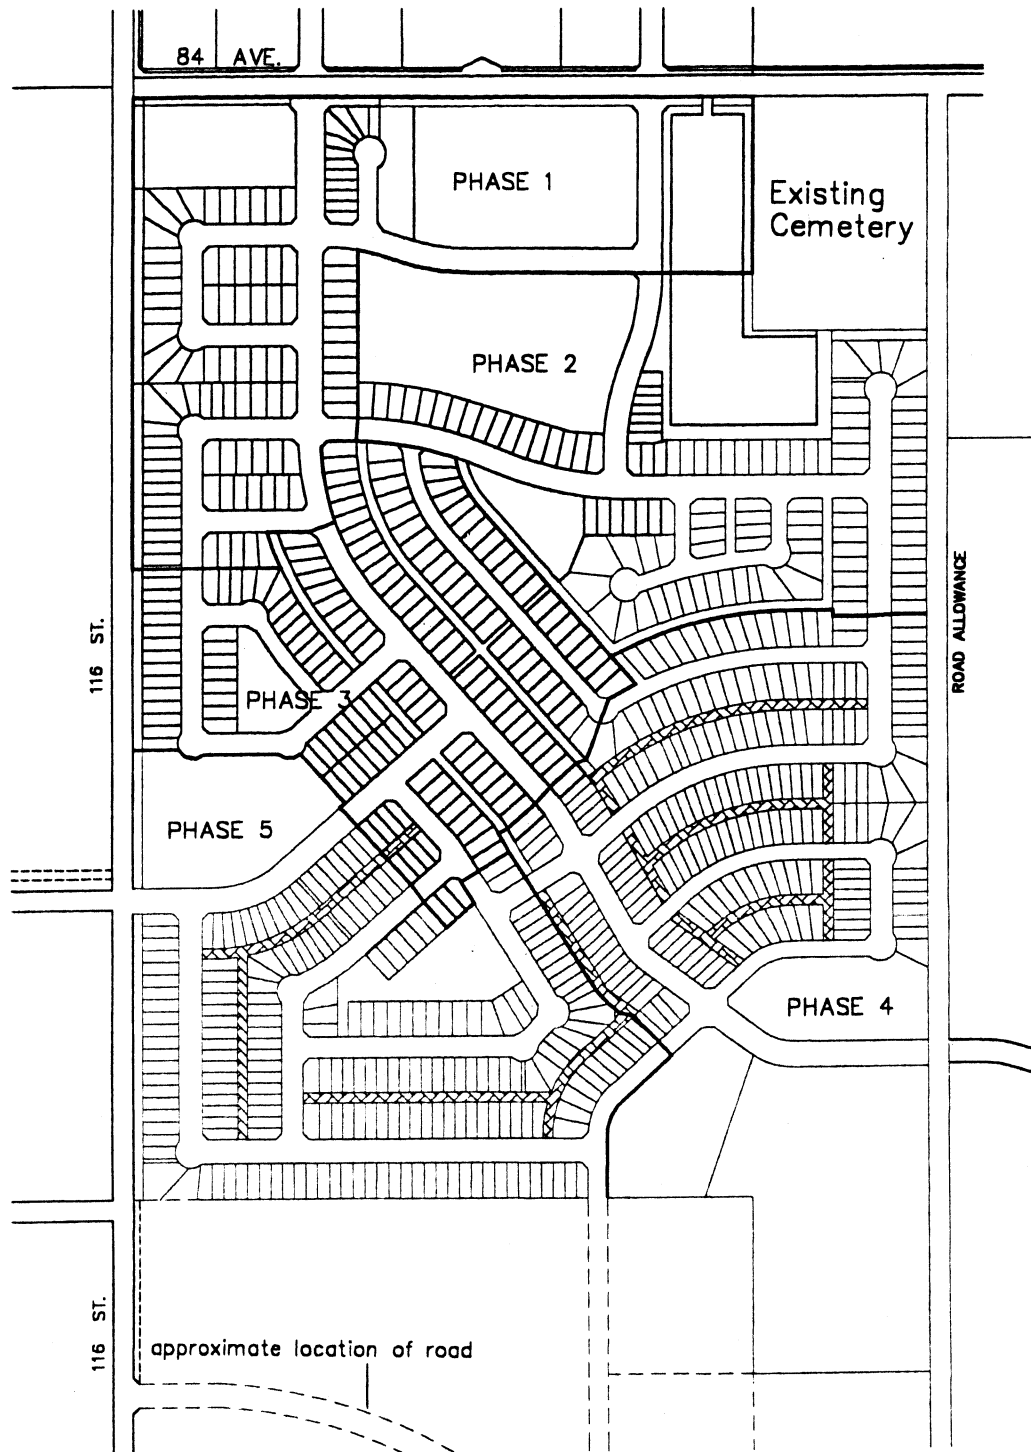 84 AVE.
PHASE 1
Existing
Cemetery
PHASE 2
116 ST.
ROAD ALLOWANCE
PHASE 3
PHASE 5
PHASE 4
116 ST.
approximate location of road